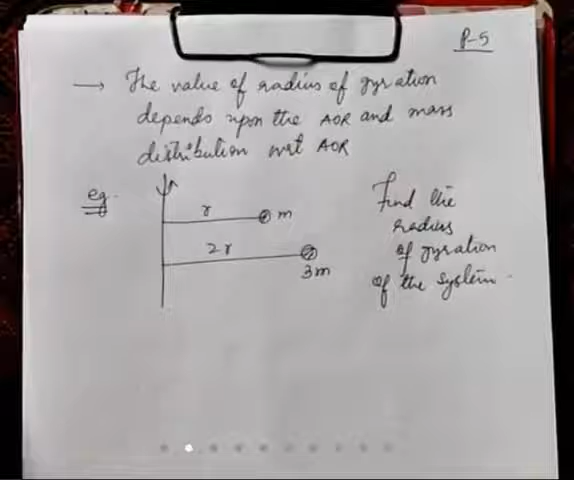 P-5
→ The value of radius of gyration
depends upon the AOR and mass
distribution wrt AOR
eg.
r
m
2r
3m
Find the
radius
of gyration
of the system.